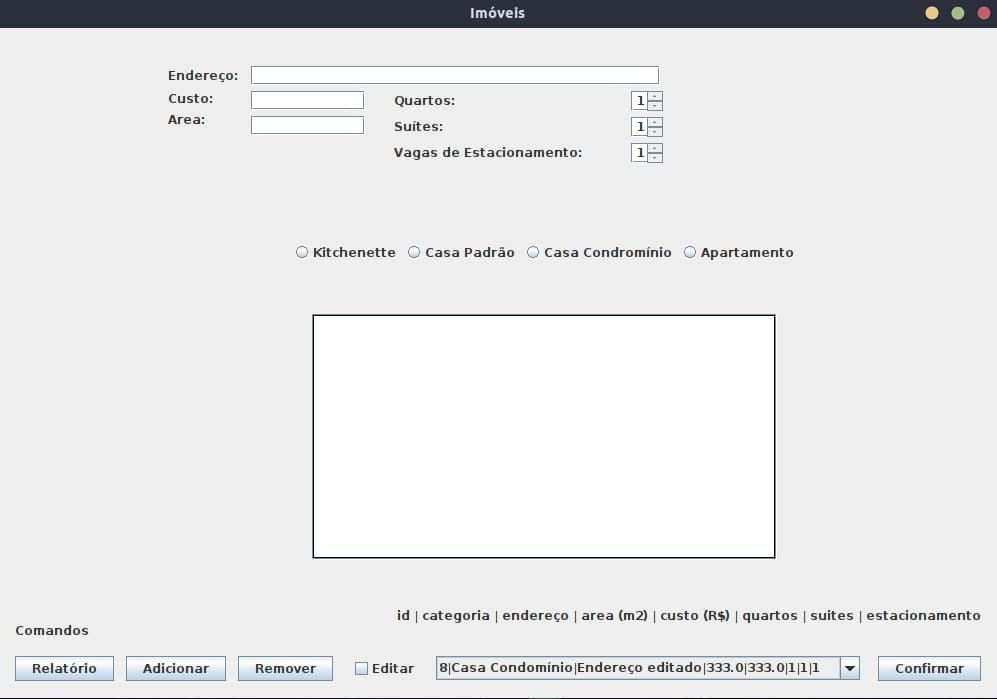 Imóveis
Endereço:
Custo:
Quartos: 1
Area:
Suítes: 1
Vagas de Estacionamento: 1
Kitchenette Casa Padrão Casa Condromínio Apartamento
id | categoria | endereço | area (m2) | custo (R$) | quartos | suites | estacionamento
Comandos
Relatório Adicionar Remover Editar 8|Casa Condomínio|Endereço editado|333.0|333.0|1|1|1 Confirmar